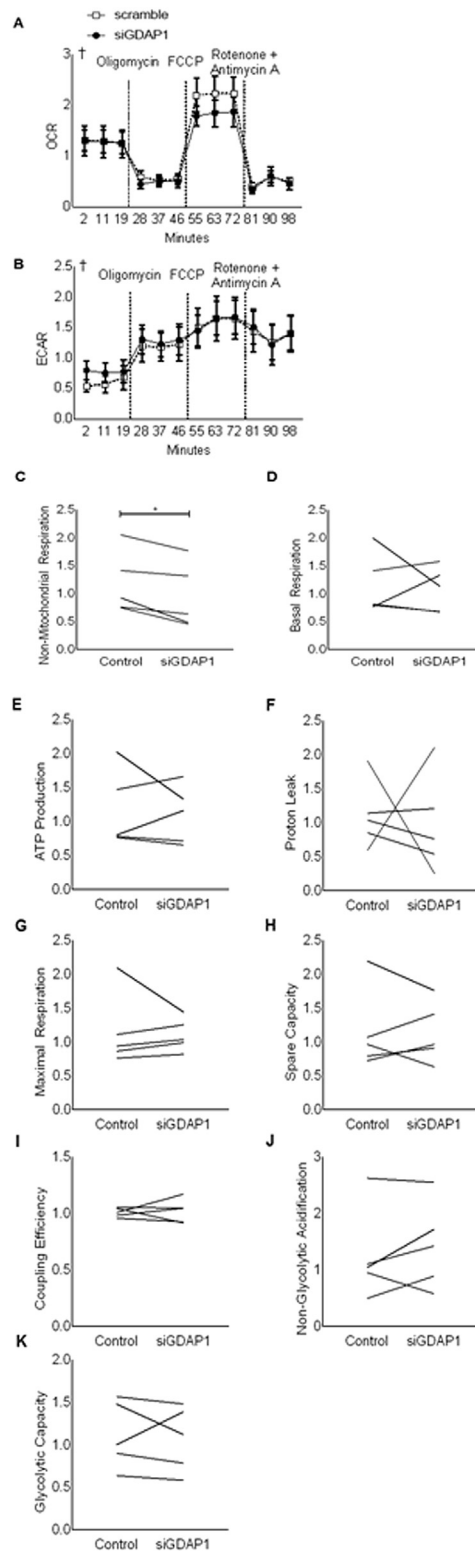 scramble
A
siGDAP1
3
†
Oligomycin
FCCP
Rotenone +
Antimycin A
2
OCR
1
0
2 11 19 28 37 46 55 63 72 81 90 98
Minutes
B
†
Oligomycin
FCCP
Rotenone +
Antimycin A
2.5
2.0
1.5
ECAR
1.0
0.5
0.0
2 11 19 28 37 46 55 63 72 81 90 98
Minutes
C
2.5
2.0
1.5
1.0
0.5
0.0
Non-Mitochondrial Respiration
*
Control siGDAP1
D
2.5
2.0
1.5
1.0
0.5
0.0
Basal Respiration
Control siGDAP1
E
2.5
2.0
1.5
1.0
0.5
0.0
ATP Production
Control siGDAP1
F
2.5
2.0
1.5
1.0
0.5
0.0
Proton Leak
Control siGDAP1
G
2.5
2.0
1.5
1.0
0.5
0.0
Maximal Respiration
Control siGDAP1
H
2.5
2.0
1.5
1.0
0.5
0.0
Spare Capacity
Control siGDAP1
I
1.5
1.0
0.5
0.0
Coupling Efficiency
Control siGDAP1
J
3
2
1
0
Non-Glycolytic Acidification
Control siGDAP1
K
2.0
1.5
1.0
0.5
0.0
Glycolytic Capacity
Control siGDAP1